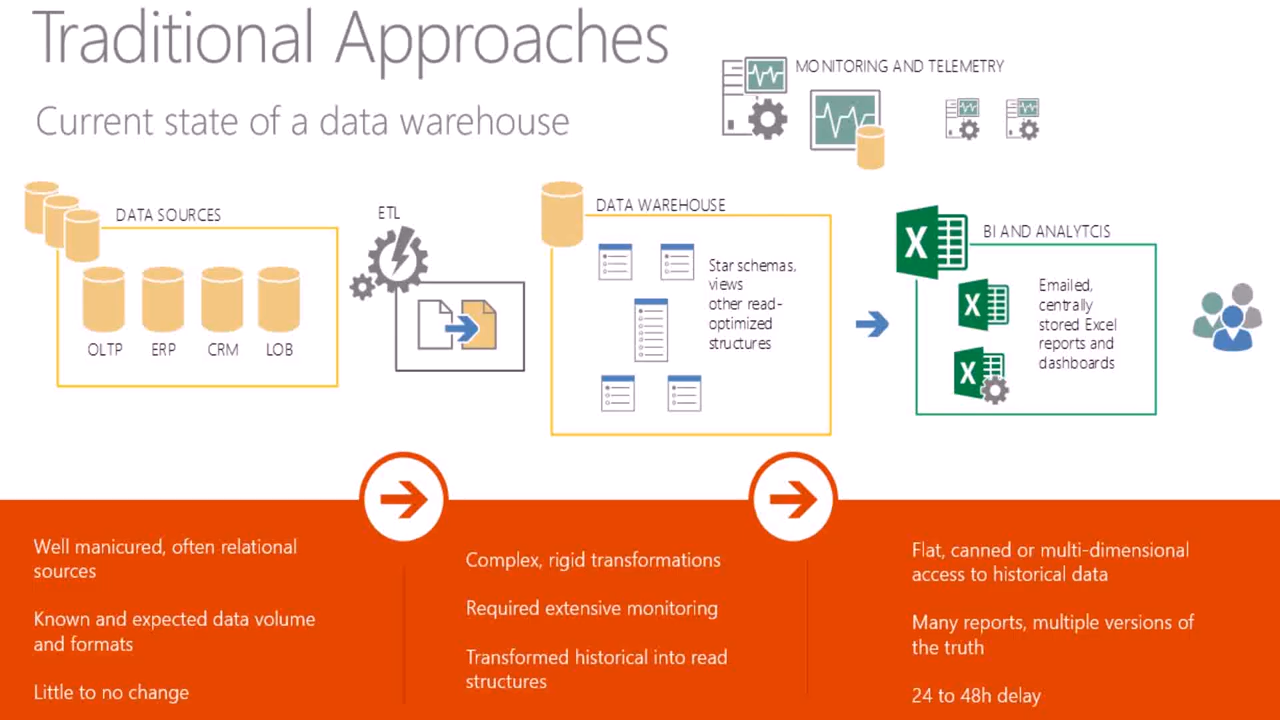 Traditional Approaches
Current state of a data warehouse
MONITORING AND TELEMETRY
DATA SOURCES
OLTP
ERP
CRM
LOB
ETL
DATA WAREHOUSE
Star schemas,
views
other read-
optimized
structures
BI AND ANALYTCIS
Emailed,
centrally
stored Excel
reports and
dashboards
Well manicured, often relational
sources
Known and expected data volume
and formats
Little to no change
Complex, rigid transformations
Required extensive monitoring
Transformed historical into read
structures
Flat, canned or multi-dimensional
access to historical data
Many reports, multiple versions of
the truth
24 to 48h delay